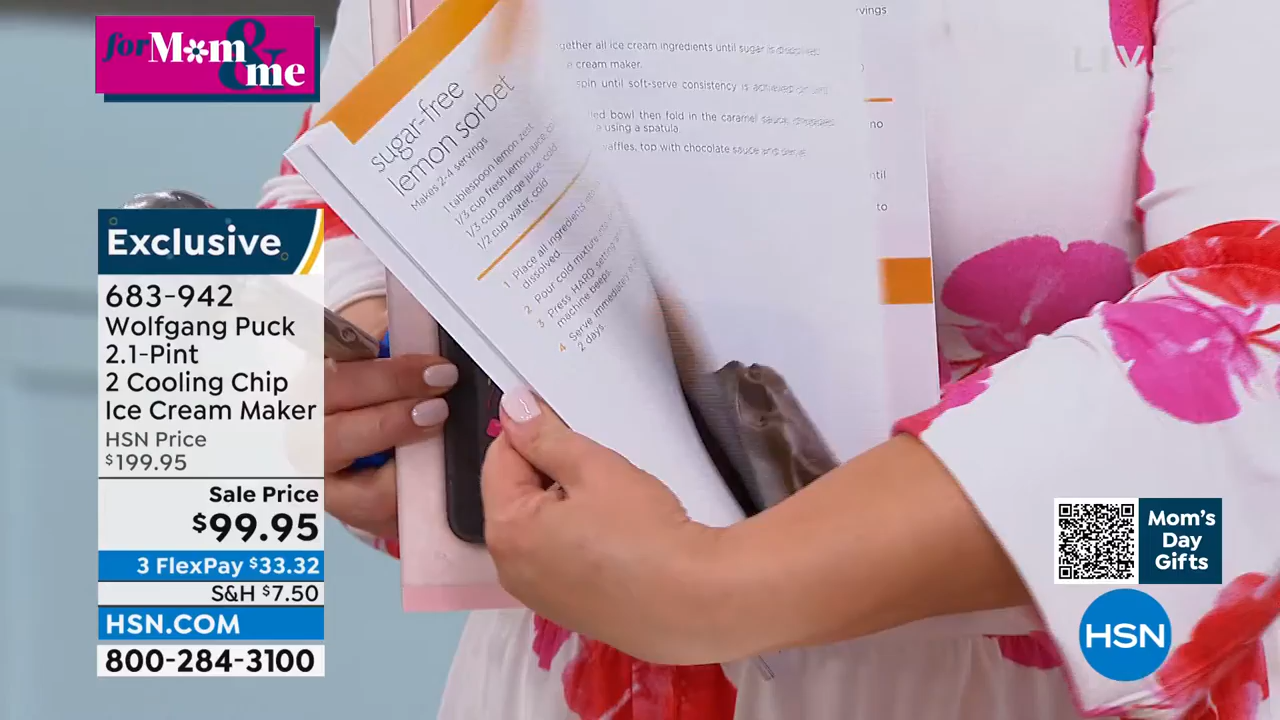 for Mom
&
me
LIVE
Exclusive
683-942
Wolfgang Puck
2.1-Pint
2 Cooling Chip
Ice Cream Maker
HSN Price
$199.95
Sale Price
$99.95
3 FlexPay $33.32
S&H $7.50
HSN.COM
800-284-3100
sugar-free
lemon sorbet
Makes 2-4 servings
1 tablespoon lemon zest
1/3 cup fresh lemon juice,
1/3 cup orange juice, cold
1/2 cup water, cold
1 Place all ingredients
dissolved.
2 Pour cold mixture
3 Press HARD setting
machine beeps.
4 Serve immediately
2 days.
all ice cream ingredients until sugar is dissolved
cream maker.
spin until soft-serve consistency is achieved
bowl then fold in the caramel sauce
using a spatula.
waffles, top with chocolate sauce and serve
to
Mom's
Day
Gifts
HSN